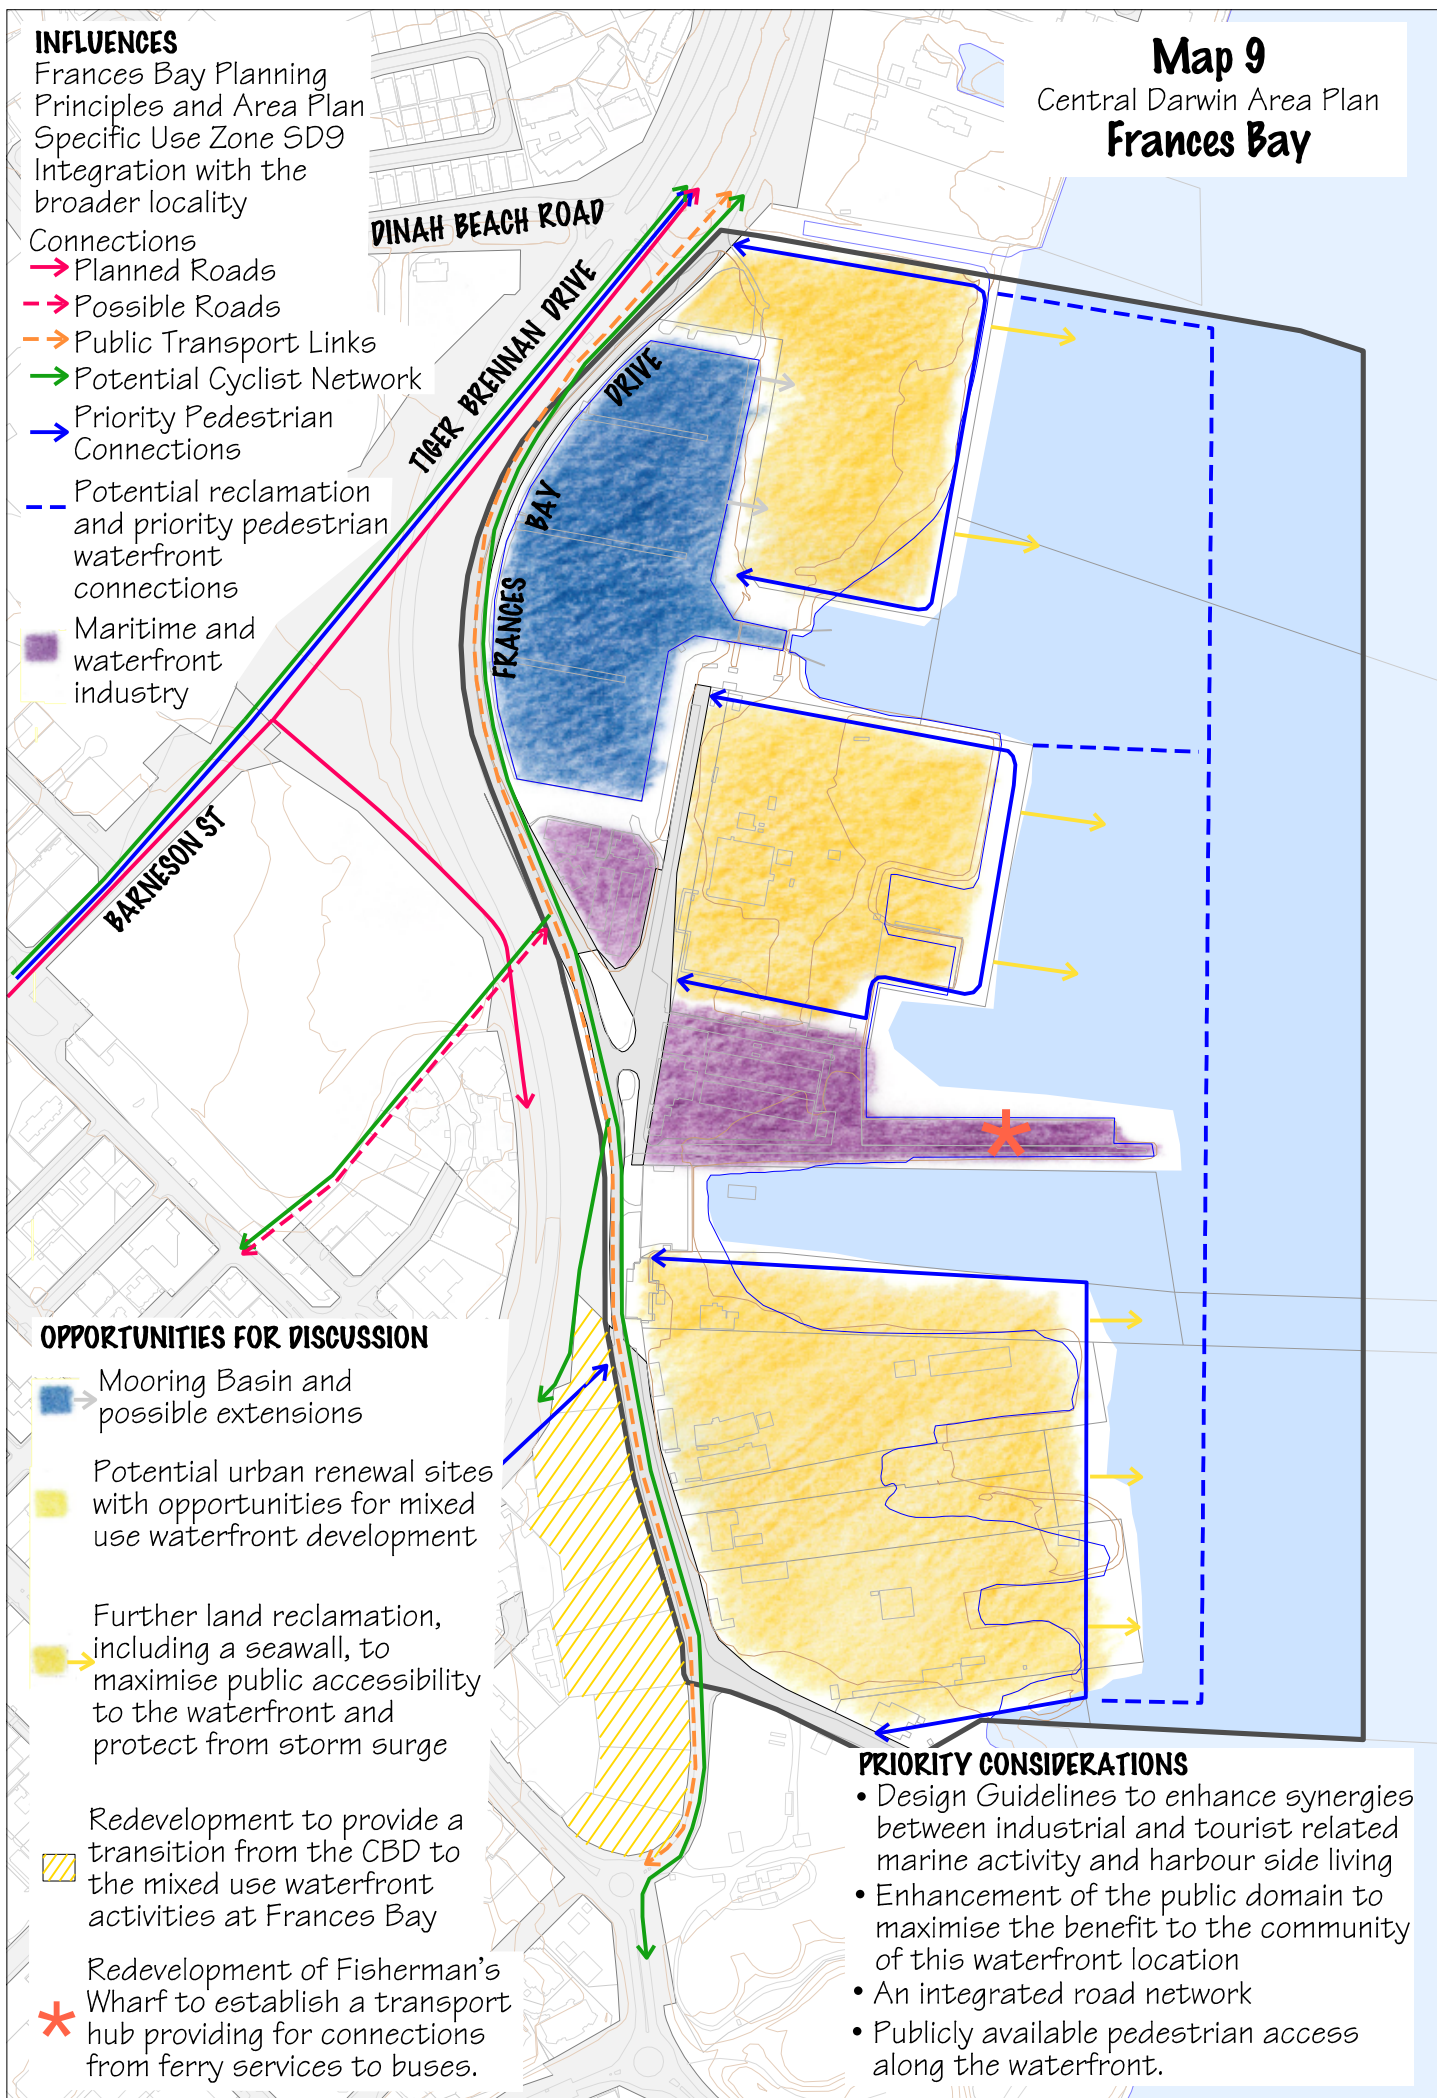 INFLUENCES
Frances Bay Planning
Principles and Area Plan
Specific Use Zone SD9
Integration with the
broader locality
Connections
Planned Roads
Possible Roads
Public Transport Links
Potential Cyclist Network
Priority Pedestrian
Connections
Potential reclamation
and priority pedestrian
waterfront
connections
Maritime and
waterfront
industry
Map 9
Central Darwin Area Plan
Frances Bay
DINAH BEACH ROAD
TIGER BRENNAN DRIVE
FRANCES BAY DRIVE
BARNESON ST
OPPORTUNITIES FOR DISCUSSION
Mooring Basin and
possible extensions
Potential urban renewal sites
with opportunities for mixed
use waterfront development
Further land reclamation,
including a seawall, to
maximise public accessibility
to the waterfront and
protect from storm surge
Redevelopment to provide a
transition from the CBD to
the mixed use waterfront
activities at Frances Bay
Redevelopment of Fisherman's
Wharf to establish a transport
hub providing for connections
from ferry services to buses.
PRIORITY CONSIDERATIONS
• Design Guidelines to enhance synergies
between industrial and tourist related
marine activity and harbour side living
• Enhancement of the public domain to
maximise the benefit to the community
of this waterfront location
• An integrated road network
• Publicly available pedestrian access
along the waterfront.